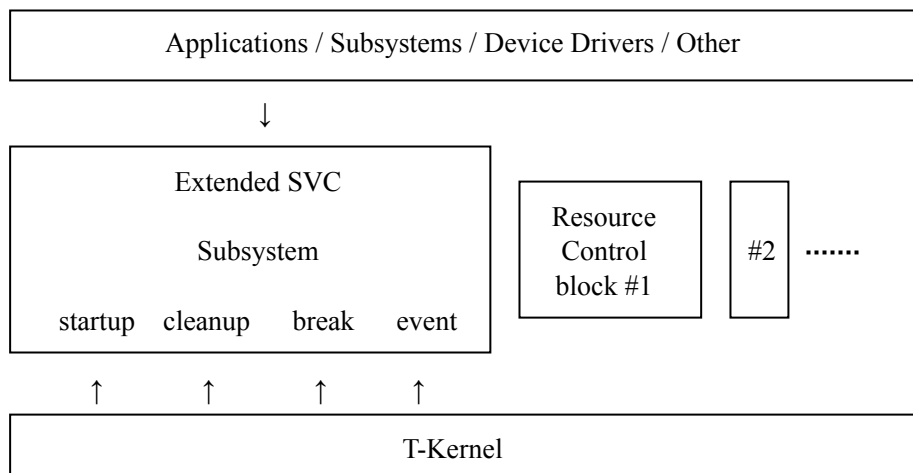 Applications / Subsystems / Device Drivers / Other
↓
Extended SVC
Subsystem
startup cleanup break event
Resource
Control
block #1
#2 .......
↑ ↑ ↑ ↑
T-Kernel